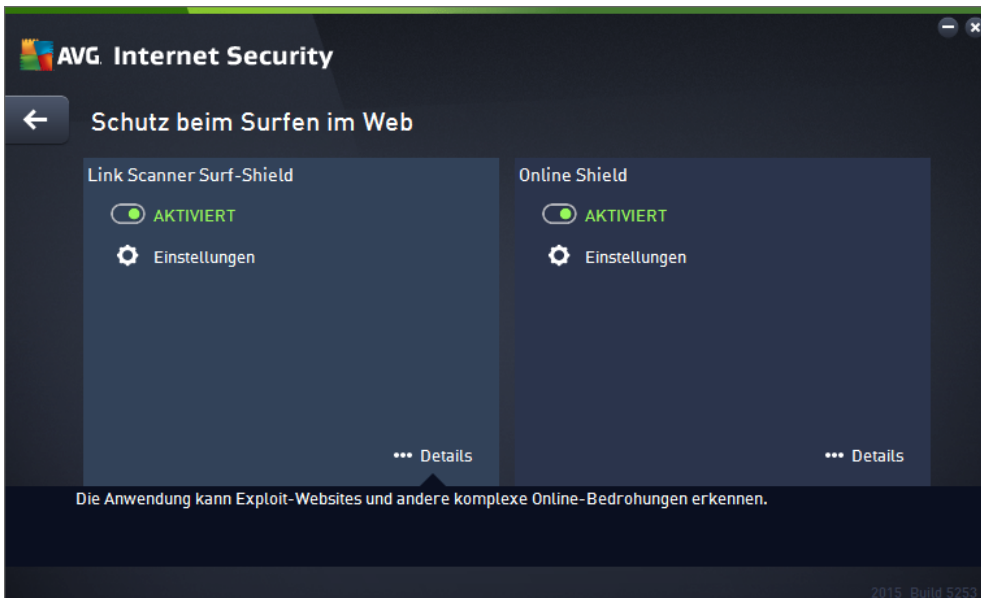 AVG. Internet Security
Schutz beim Surfen im Web
Link Scanner Surf-Shield
AKTIVIERT
Einstellungen
••• Details
Online Shield
AKTIVIERT
Einstellungen
••• Details
Die Anwendung kann Exploit-Websites und andere komplexe Online-Bedrohungen erkennen.
2015 Build 5253